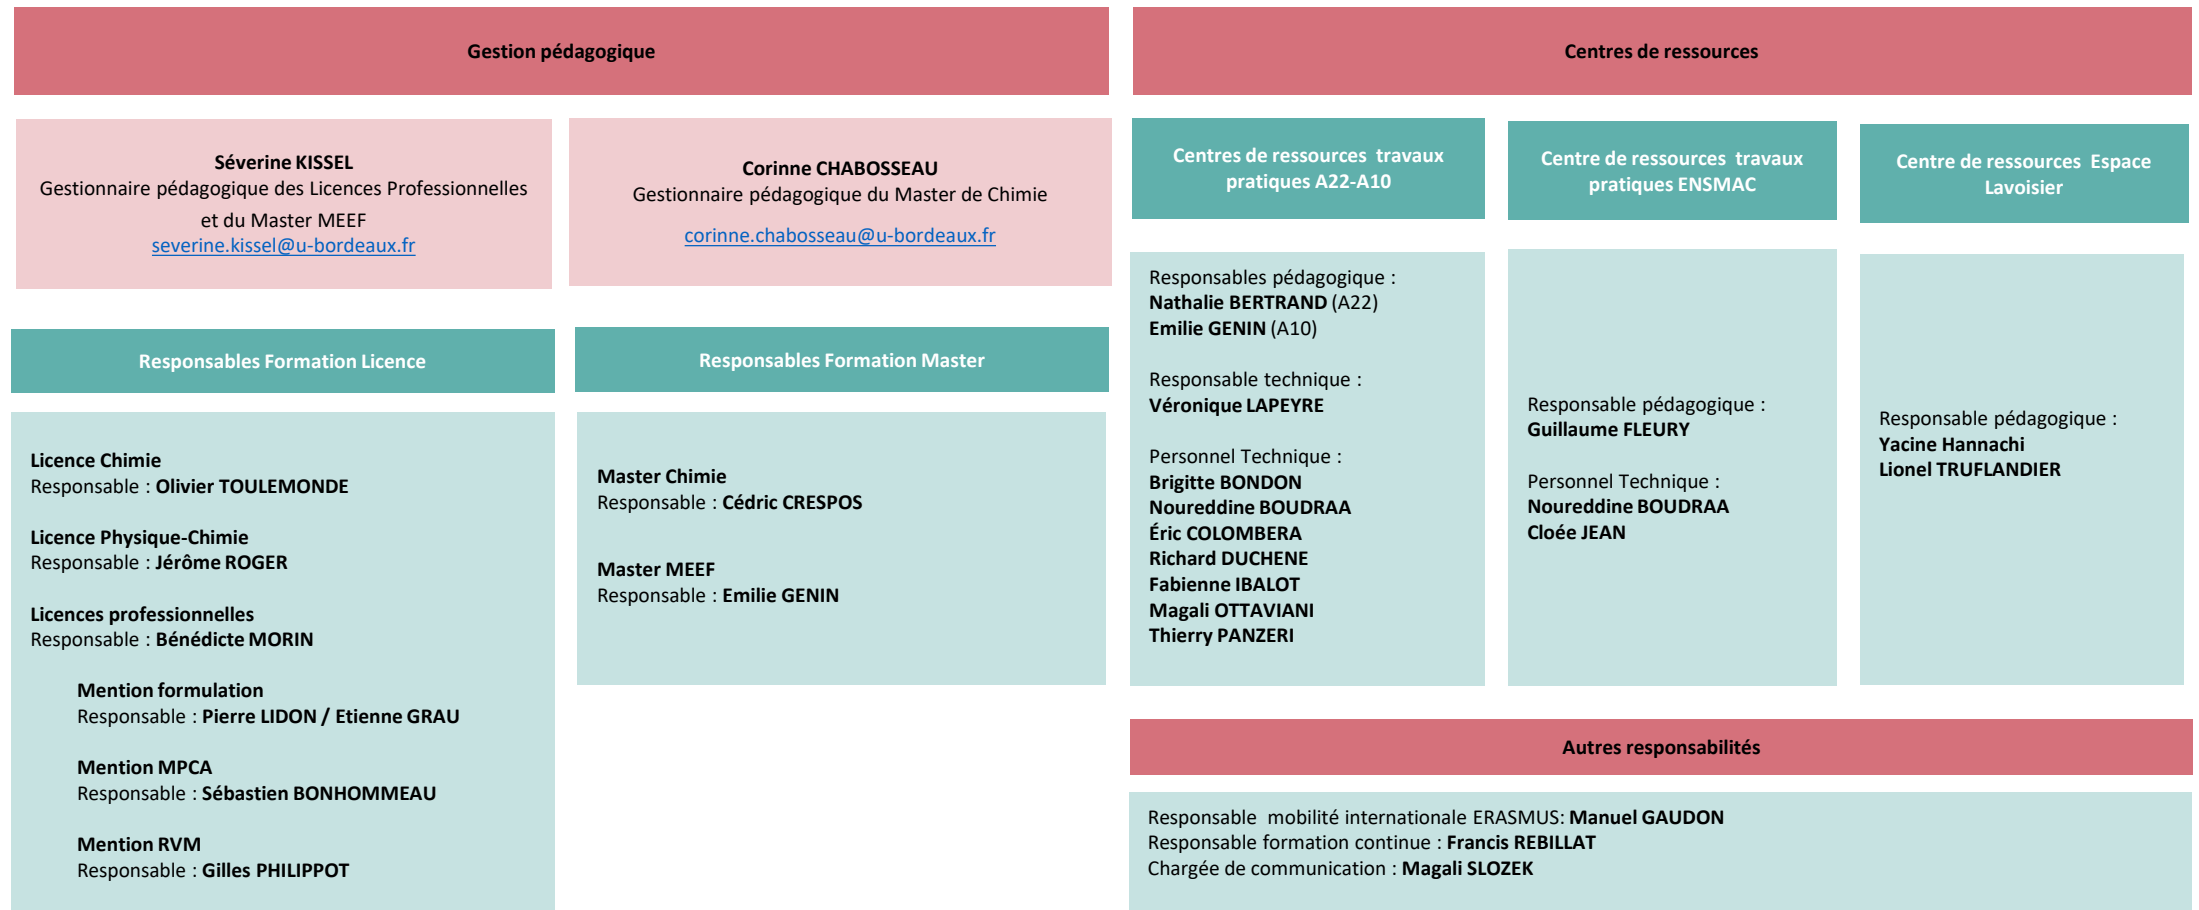 Gestion pédagogique
Séverine KISSEL
Gestionnaire pédagogique des Licences Professionnelles
et du Master MEEF
severine.kissel@u-bordeaux.fr
Corinne CHABOSSEAU
Gestionnaire pédagogique du Master de Chimie
corinne.chabosseau@u-bordeaux.fr
Responsables Formation Licence
Licence Chimie
Responsable : Olivier TOULEMONDE
Licence Physique-Chimie
Responsable : Jérôme ROGER
Licences professionnelles
Responsable : Bénédicte MORIN
Mention formulation
Responsable : Pierre LIDON / Etienne GRAU
Mention MPCA
Responsable : Sébastien BONHOMMEAU
Mention RVM
Responsable : Gilles PHILIPPOT
Responsables Formation Master
Master Chimie
Responsable : Cédric CRESPOS
Master MEEF
Responsable : Emilie GENIN
Centres de ressources
Centres de ressources travaux
pratiques A22-A10
Responsables pédagogique :
Nathalie BERTRAND (A22)
Emilie GENIN (A10)
Responsable technique :
Véronique LAPEYRE
Personnel Technique :
Brigitte BONDON
Noureddine BOUDRAA
Éric COLOMBERA
Richard DUCHENE
Fabienne IBALOT
Magali OTTAVIANI
Thierry PANZERI
Centre de ressources travaux
pratiques ENSMAC
Responsable pédagogique :
Guillaume FLEURY
Personnel Technique :
Noureddine BOUDRAA
Cloée JEAN
Centre de ressources Espace
Lavoisier
Responsable pédagogique :
Yacine Hannachi
Lionel TRUFLANDIER
Autres responsabilités
Responsable mobilité internationale ERASMUS: Manuel GAUDON
Responsable formation continue : Francis REBILLAT
Chargée de communication : Magali SLOZEK